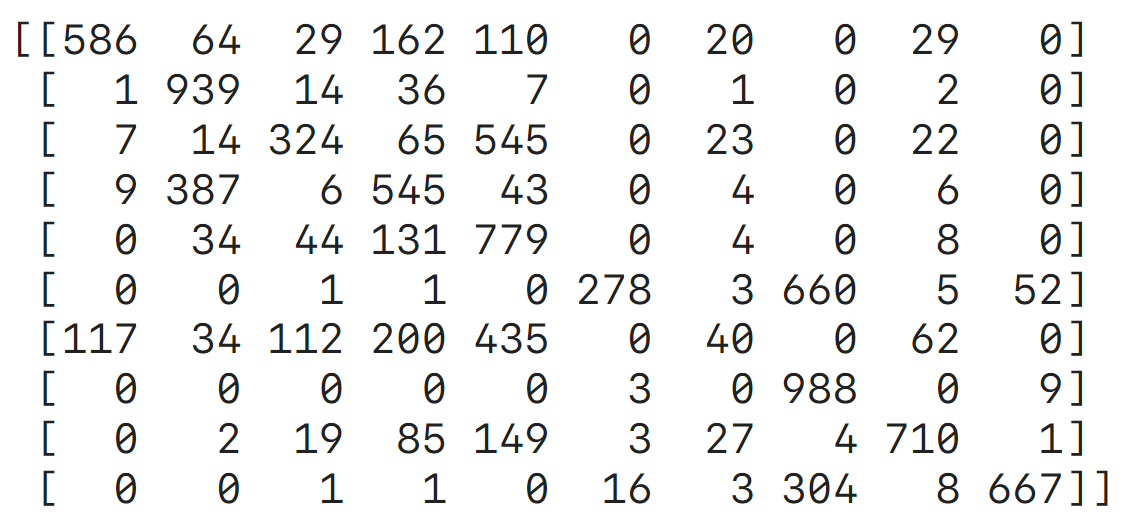 [[586 64 29 162 110 0 20 0 29 0]
[ 1 939 14 36 7 0 1 0 2 0]
[ 7 14 324 65 545 0 23 0 22 0]
[ 9 387 6 545 43 0 4 0 6 0]
[ 0 34 44 131 779 0 4 0 8 0]
[ 0 0 1 1 0 278 3 660 5 52]
[117 34 112 200 435 0 40 0 62 0]
[ 0 0 0 0 0 3 0 988 0 9]
[ 0 2 19 85 149 3 27 4 710 1]
[ 0 0 1 1 0 16 3 304 8 667]]